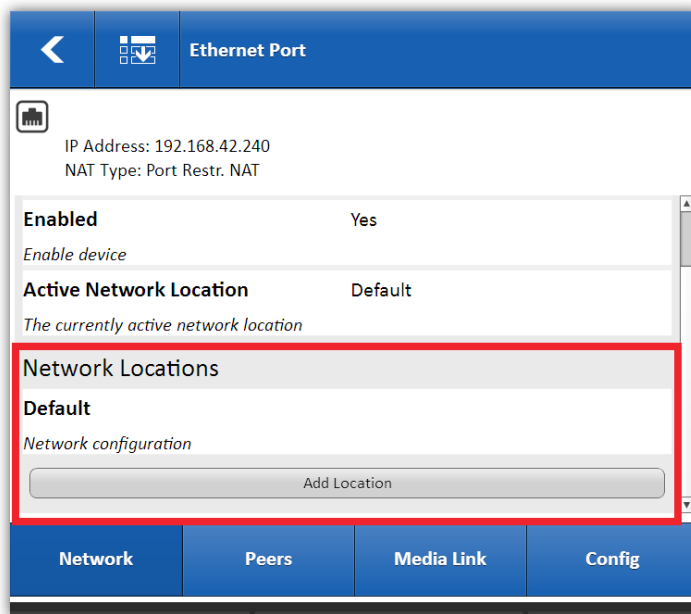 Ethernet Port
IP Address: 192.168.42.240
NAT Type: Port Restr. NAT
Enabled Yes
Enable device
Active Network Location Default
The currently active network location
Network Locations
Default
Network configuration
Add Location
Network Peers Media Link Config